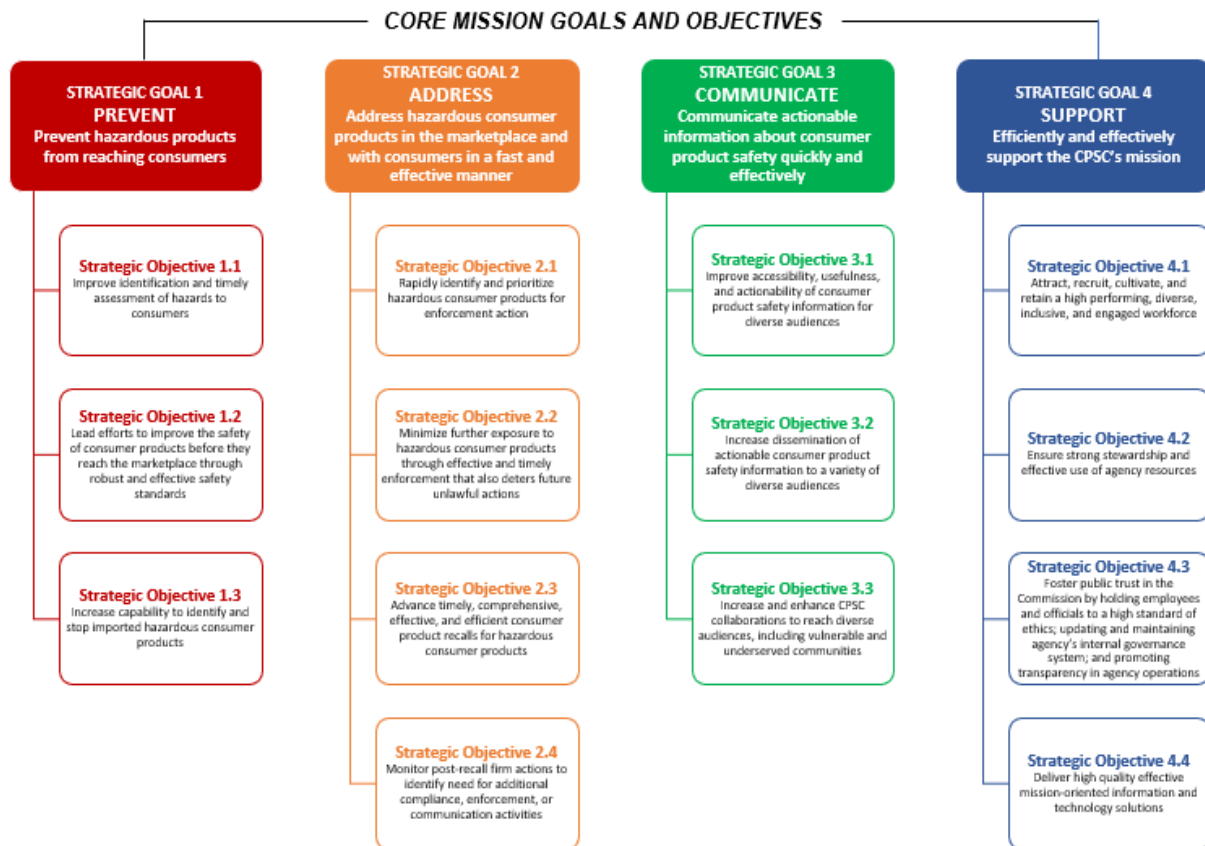 CORE MISSION GOALS AND OBJECTIVES
STRATEGIC GOAL 1
PREVENT
Prevent hazardous products
from reaching consumers
Strategic Objective 1.1
Improve identification and timely
assessment of hazards to
consumers
Strategic Objective 1.2
Lead efforts to improve the safety
of consumer products before they
reach the marketplace through
robust and effective safety
standards
Strategic Objective 1.3
Increase capability to identify and
stop imported hazardous consumer
products
STRATEGIC GOAL 2
ADDRESS
Address hazardous consumer
products in the marketplace and
with consumers in a fast and
effective manner
Strategic Objective 2.1
Rapidly identify and prioritize
hazardous consumer products for
enforcement action
Strategic Objective 2.2
Minimize further exposure to
hazardous consumer products
through effective and timely
enforcement that also deters future
unlawful actions
Strategic Objective 2.3
Advance timely, comprehensive,
effective, and efficient consumer
product recalls for hazardous
consumer products
Strategic Objective 2.4
Monitor post-recall firm actions to
identify need for additional
compliance, enforcement, or
communication activities
STRATEGIC GOAL 3
COMMUNICATE
Communicate actionable
information about consumer
product safety quickly and
effectively
Strategic Objective 3.1
Improve accessibility, usefulness,
and actionability of consumer
product safety information for
diverse audiences
Strategic Objective 3.2
Increase dissemination of
actionable consumer product
safety information to a variety of
diverse audiences
Strategic Objective 3.3
Increase and enhance CPSC
collaborations to reach diverse
audiences, including vulnerable and
underserved communities
STRATEGIC GOAL 4
SUPPORT
Efficiently and effectively
support the CPSC’s mission
Strategic Objective 4.1
Attract, recruit, cultivate, and
retain a high performing, diverse,
inclusive, and engaged workforce
Strategic Objective 4.2
Ensure strong stewardship and
effective use of agency resources
Strategic Objective 4.3
Foster public trust in the
Commission by holding employees
and officials to a high standard of
ethics; updating and maintaining
agency’s internal governance
system; and promoting
transparency in agency operations
Strategic Objective 4.4
Deliver high quality effective
mission-oriented information and
technology solutions